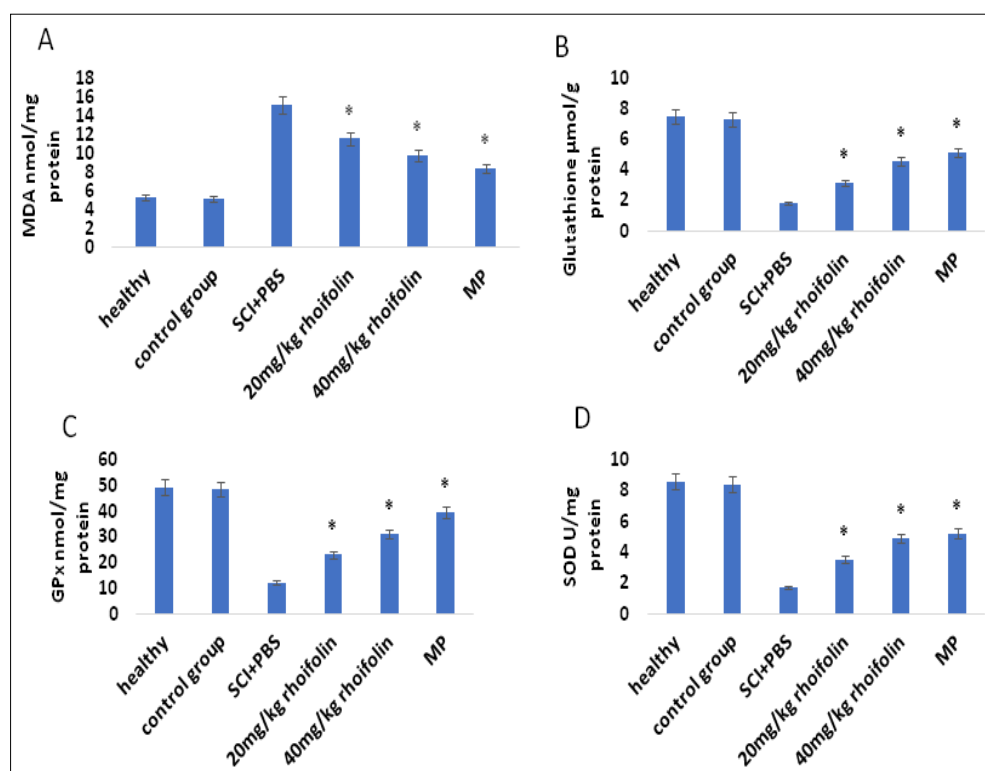 A
MDA nmol/mg
protein
18
16
14
12
10
8
6
4
2
0
*
*
*
healthy
control group
SCI+PBS
20mg/kg rhoifolin
40mg/kg rhoifolin
MP
B
Glutathione µmol/g
protein
10
8
6
4
2
0
*
*
*
healthy
control group
SCI+PBS
20mg/kg rhoifolin
40mg/kg rhoifolin
MP
C
GPx nmol/mg
protein
60
50
40
30
20
10
0
*
*
*
healthy
control group
SCI+PBS
20mg/kg rhoifolin
40mg/kg rhoifolin
MP
D
SOD U/mg
protein
10
8
6
4
2
0
*
*
*
healthy
control group
SCI+PBS
20mg/kg rhoifolin
40mg/kg rhoifolin
MP